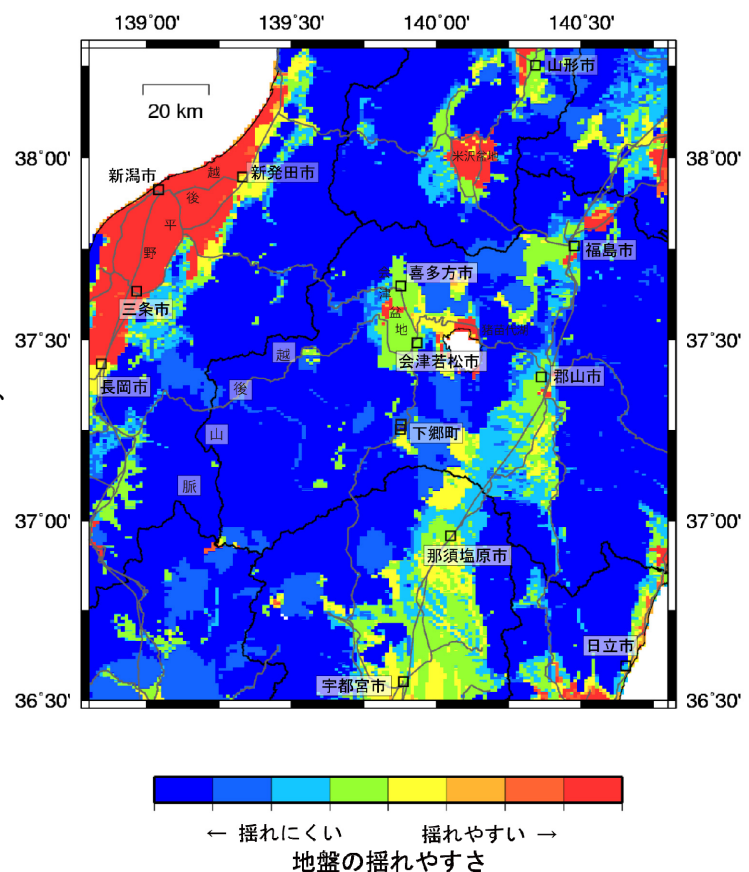 139°00' 139°30' 140°00' 140°30'
38°00'
37°30'
37°00'
36°30'
38°00'
37°30'
37°00'
36°30'
20 km
山形市
米沢盆地
新潟市
新発田市
越
後
平
野
福島市
喜多方市
津
盆
地
三条市
会津若松市
長岡市
郡山市
越
後
山
脈
下郷町
那須塩原市
日立市
宇都宮市
← 揺れにくい 揺れやすい →
地盤の揺れやすさ